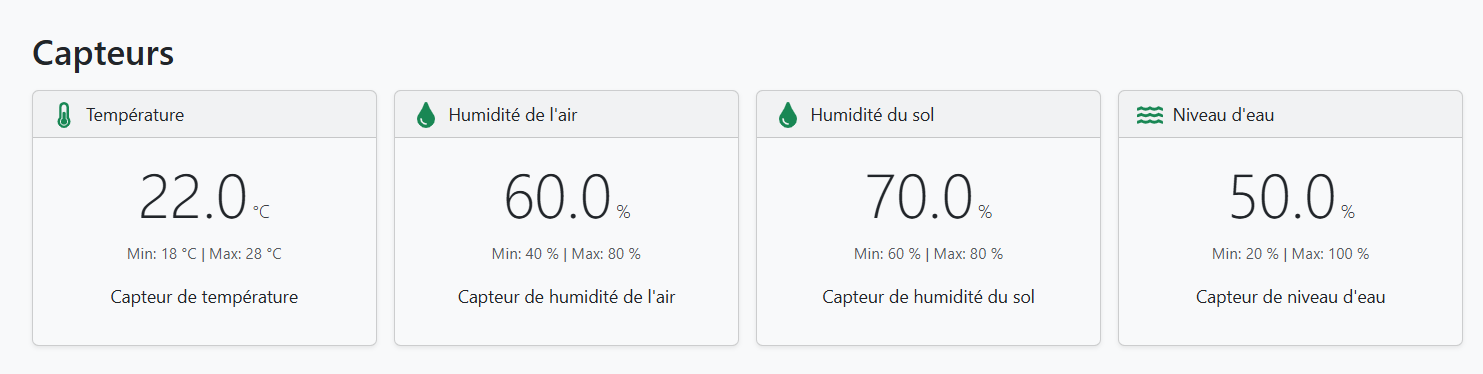 Capteurs
Température
22.0 °C
Min: 18 °C | Max: 28 °C
Capteur de température
Humidité de l'air
60.0 %
Min: 40 % | Max: 80 %
Capteur de humidité de l'air
Humidité du sol
70.0 %
Min: 60 % | Max: 80 %
Capteur de humidité du sol
Niveau d'eau
50.0 %
Min: 20 % | Max: 100 %
Capteur de niveau d'eau